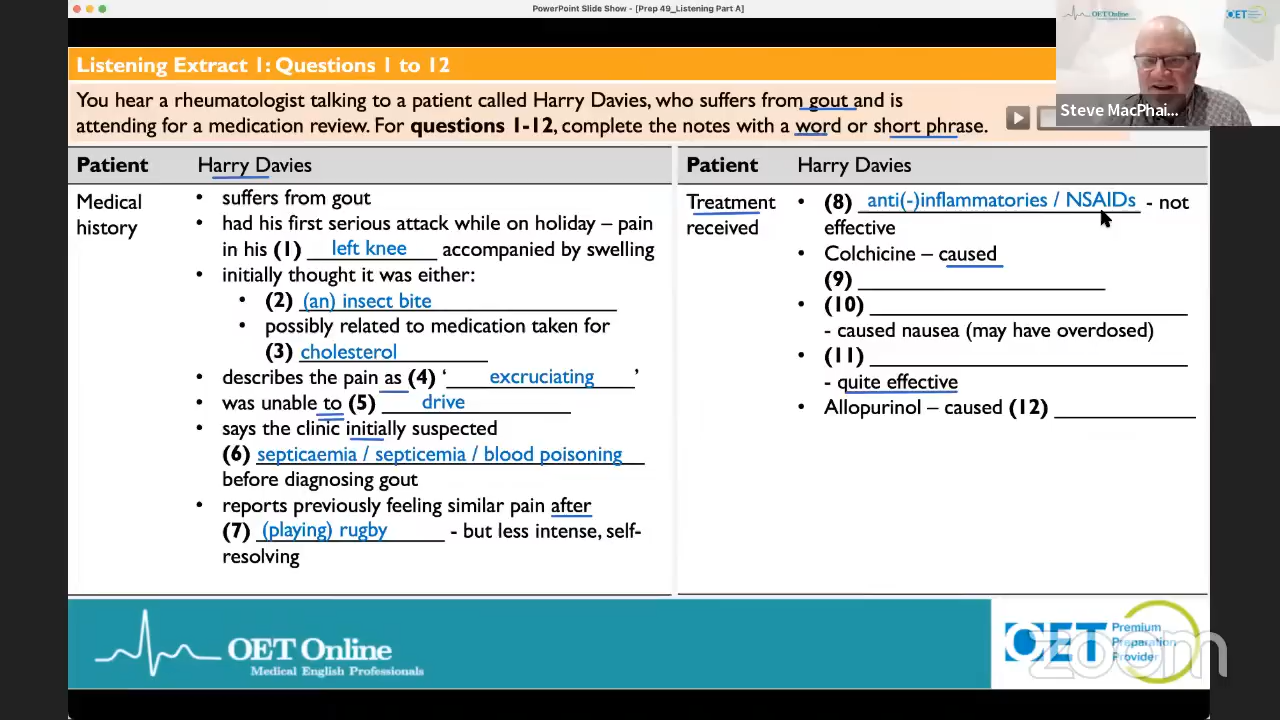 PowerPoint Slide Show - [Prep 49_Listening Part A]
OET Online
OET
Steve MacPhai...
Listening Extract 1: Questions 1 to 12
You hear a rheumatologist talking to a patient called Harry Davies, who suffers from gout and is
attending for a medication review. For questions 1-12, complete the notes with a word or short phrase.
Patient Harry Davies
Medical
history
• suffers from gout
• had his first serious attack while on holiday – pain
in his (1) left knee accompanied by swelling
• initially thought it was either:
• (2) (an) insect bite
• possibly related to medication taken for
(3) cholesterol
• describes the pain as (4) ‘ excruciating ’
• was unable to (5) drive
• says the clinic initially suspected
(6) septicaemia / septicemia / blood poisoning
before diagnosing gout
• reports previously feeling similar pain after
(7) (playing) rugby - but less intense, self-
resolving
Patient Harry Davies
Treatment
received
• (8) anti(-)inflammatories / NSAIDs - not
effective
• Colchicine – caused
(9)
• (10)
- caused nausea (may have overdosed)
• (11)
- quite effective
• Allopurinol – caused (12)
OET Online
Medical English Professionals
OET
Premium
Preparation
Provider
zoom